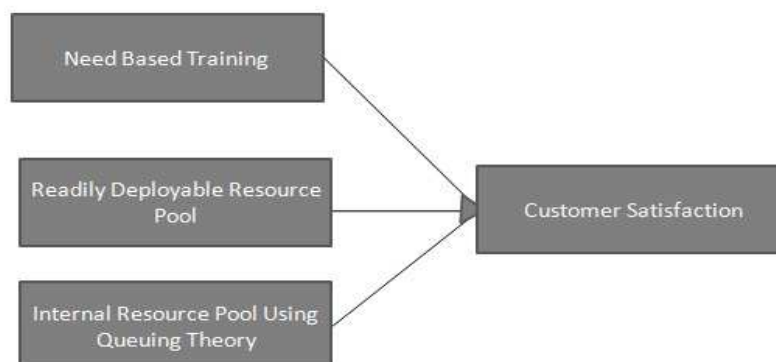 Need Based Training
Readily Deployable Resource
Pool
Customer Satisfaction
Internal Resource Pool Using
Queuing Theory